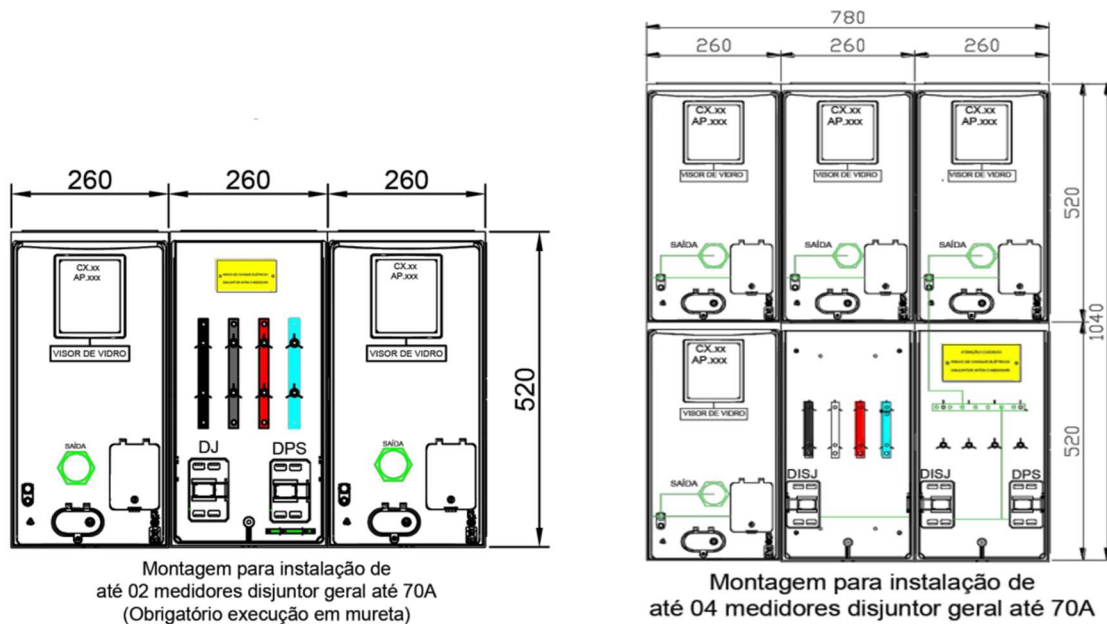 260 260 260
CX.xx
AP.xxx
VISOR DE VIDRO
SAÍDA
DJ
DPS
CX.xx
AP.xxx
VISOR DE VIDRO
SAÍDA
520
Montagem para instalação de
até 02 medidores disjuntor geral até 70A
(Obrigatório execução em mureta)
780
260 260 260
CX.xx
AP.xxx
VISOR DE VIDRO
SAÍDA
CX.xx
AP.xxx
VISOR DE VIDRO
SAÍDA
CX.xx
AP.xxx
VISOR DE VIDRO
SAÍDA
520
1040
CX.xx
AP.xxx
VISOR DE VIDRO
SAÍDA
DISJ
DISJ
DPS
520
Montagem para instalação de
até 04 medidores disjuntor geral até 70A